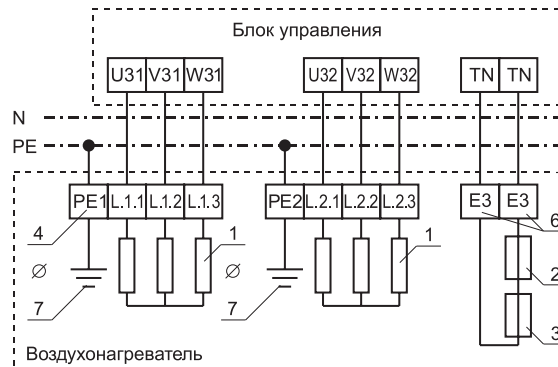 Блок управления
U31 V31 W31 U32 V32 W32 TN TN
N
PE
PE1 L.1.1 L.1.2 L.1.3 PE2 L.2.1 L.2.2 L.2.3 E3 E3
4 1 1 6
∅ ∅ 2
7 7 3
Воздухонагреватель